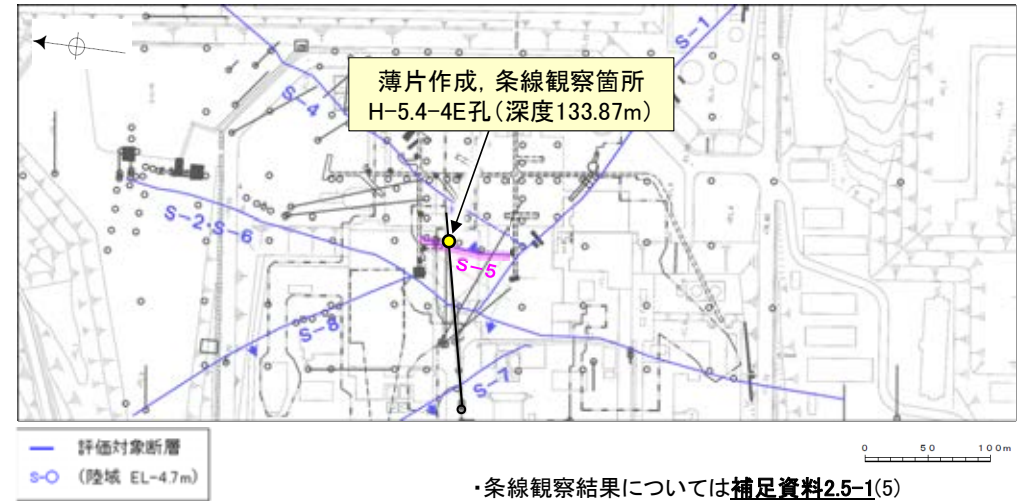 S-1
薄片作成, 条線観察箇所
H-5.4-4E孔(深度133.87m)
S-4
S-2・S-6
S-5
S-8
S-7
評価対象断層
S-O (陸域 EL-4.7m)
0 50 100m
・条線観察結果については補足資料2.5-1(5)